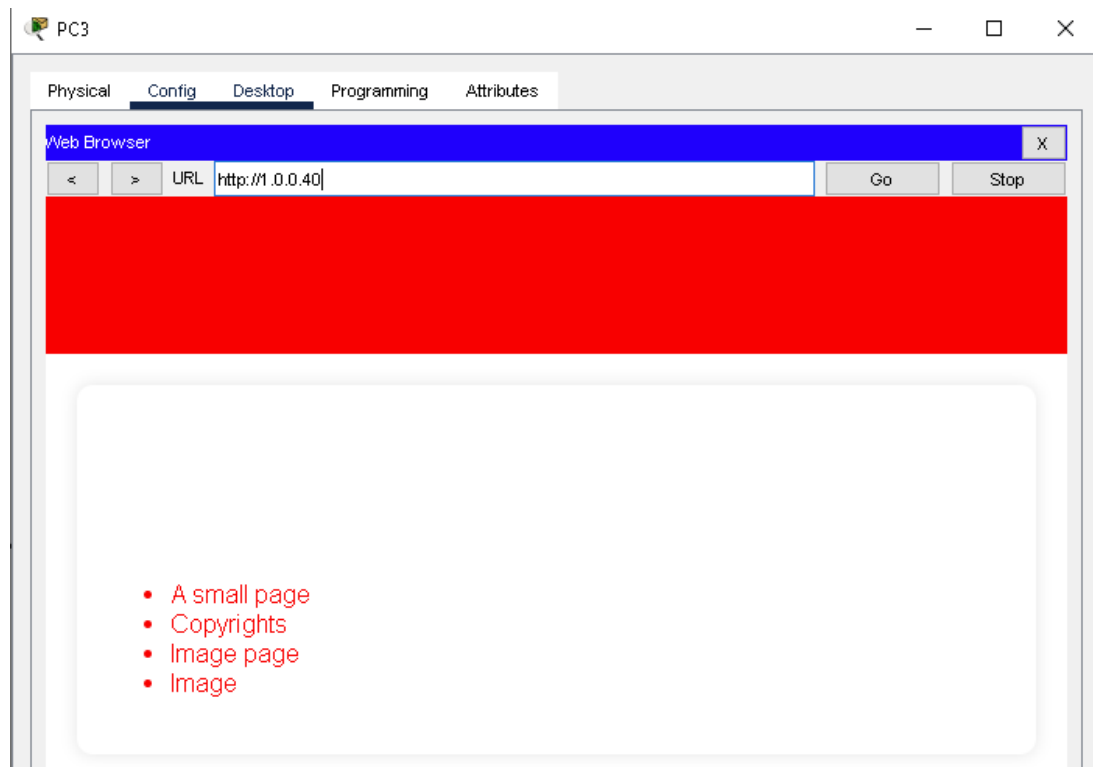 PC3
Physical Config Desktop Programming Attributes
Web Browser X
< > URL http://1.0.0.40 Go Stop
• A small page
• Copyrights
• Image page
• Image